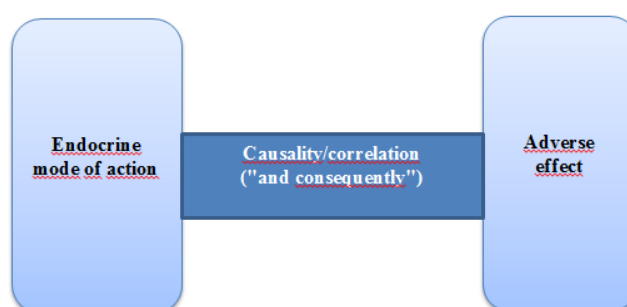 Endocrine
mode of action
Causality/correlation
("and consequently")
Adverse
effect